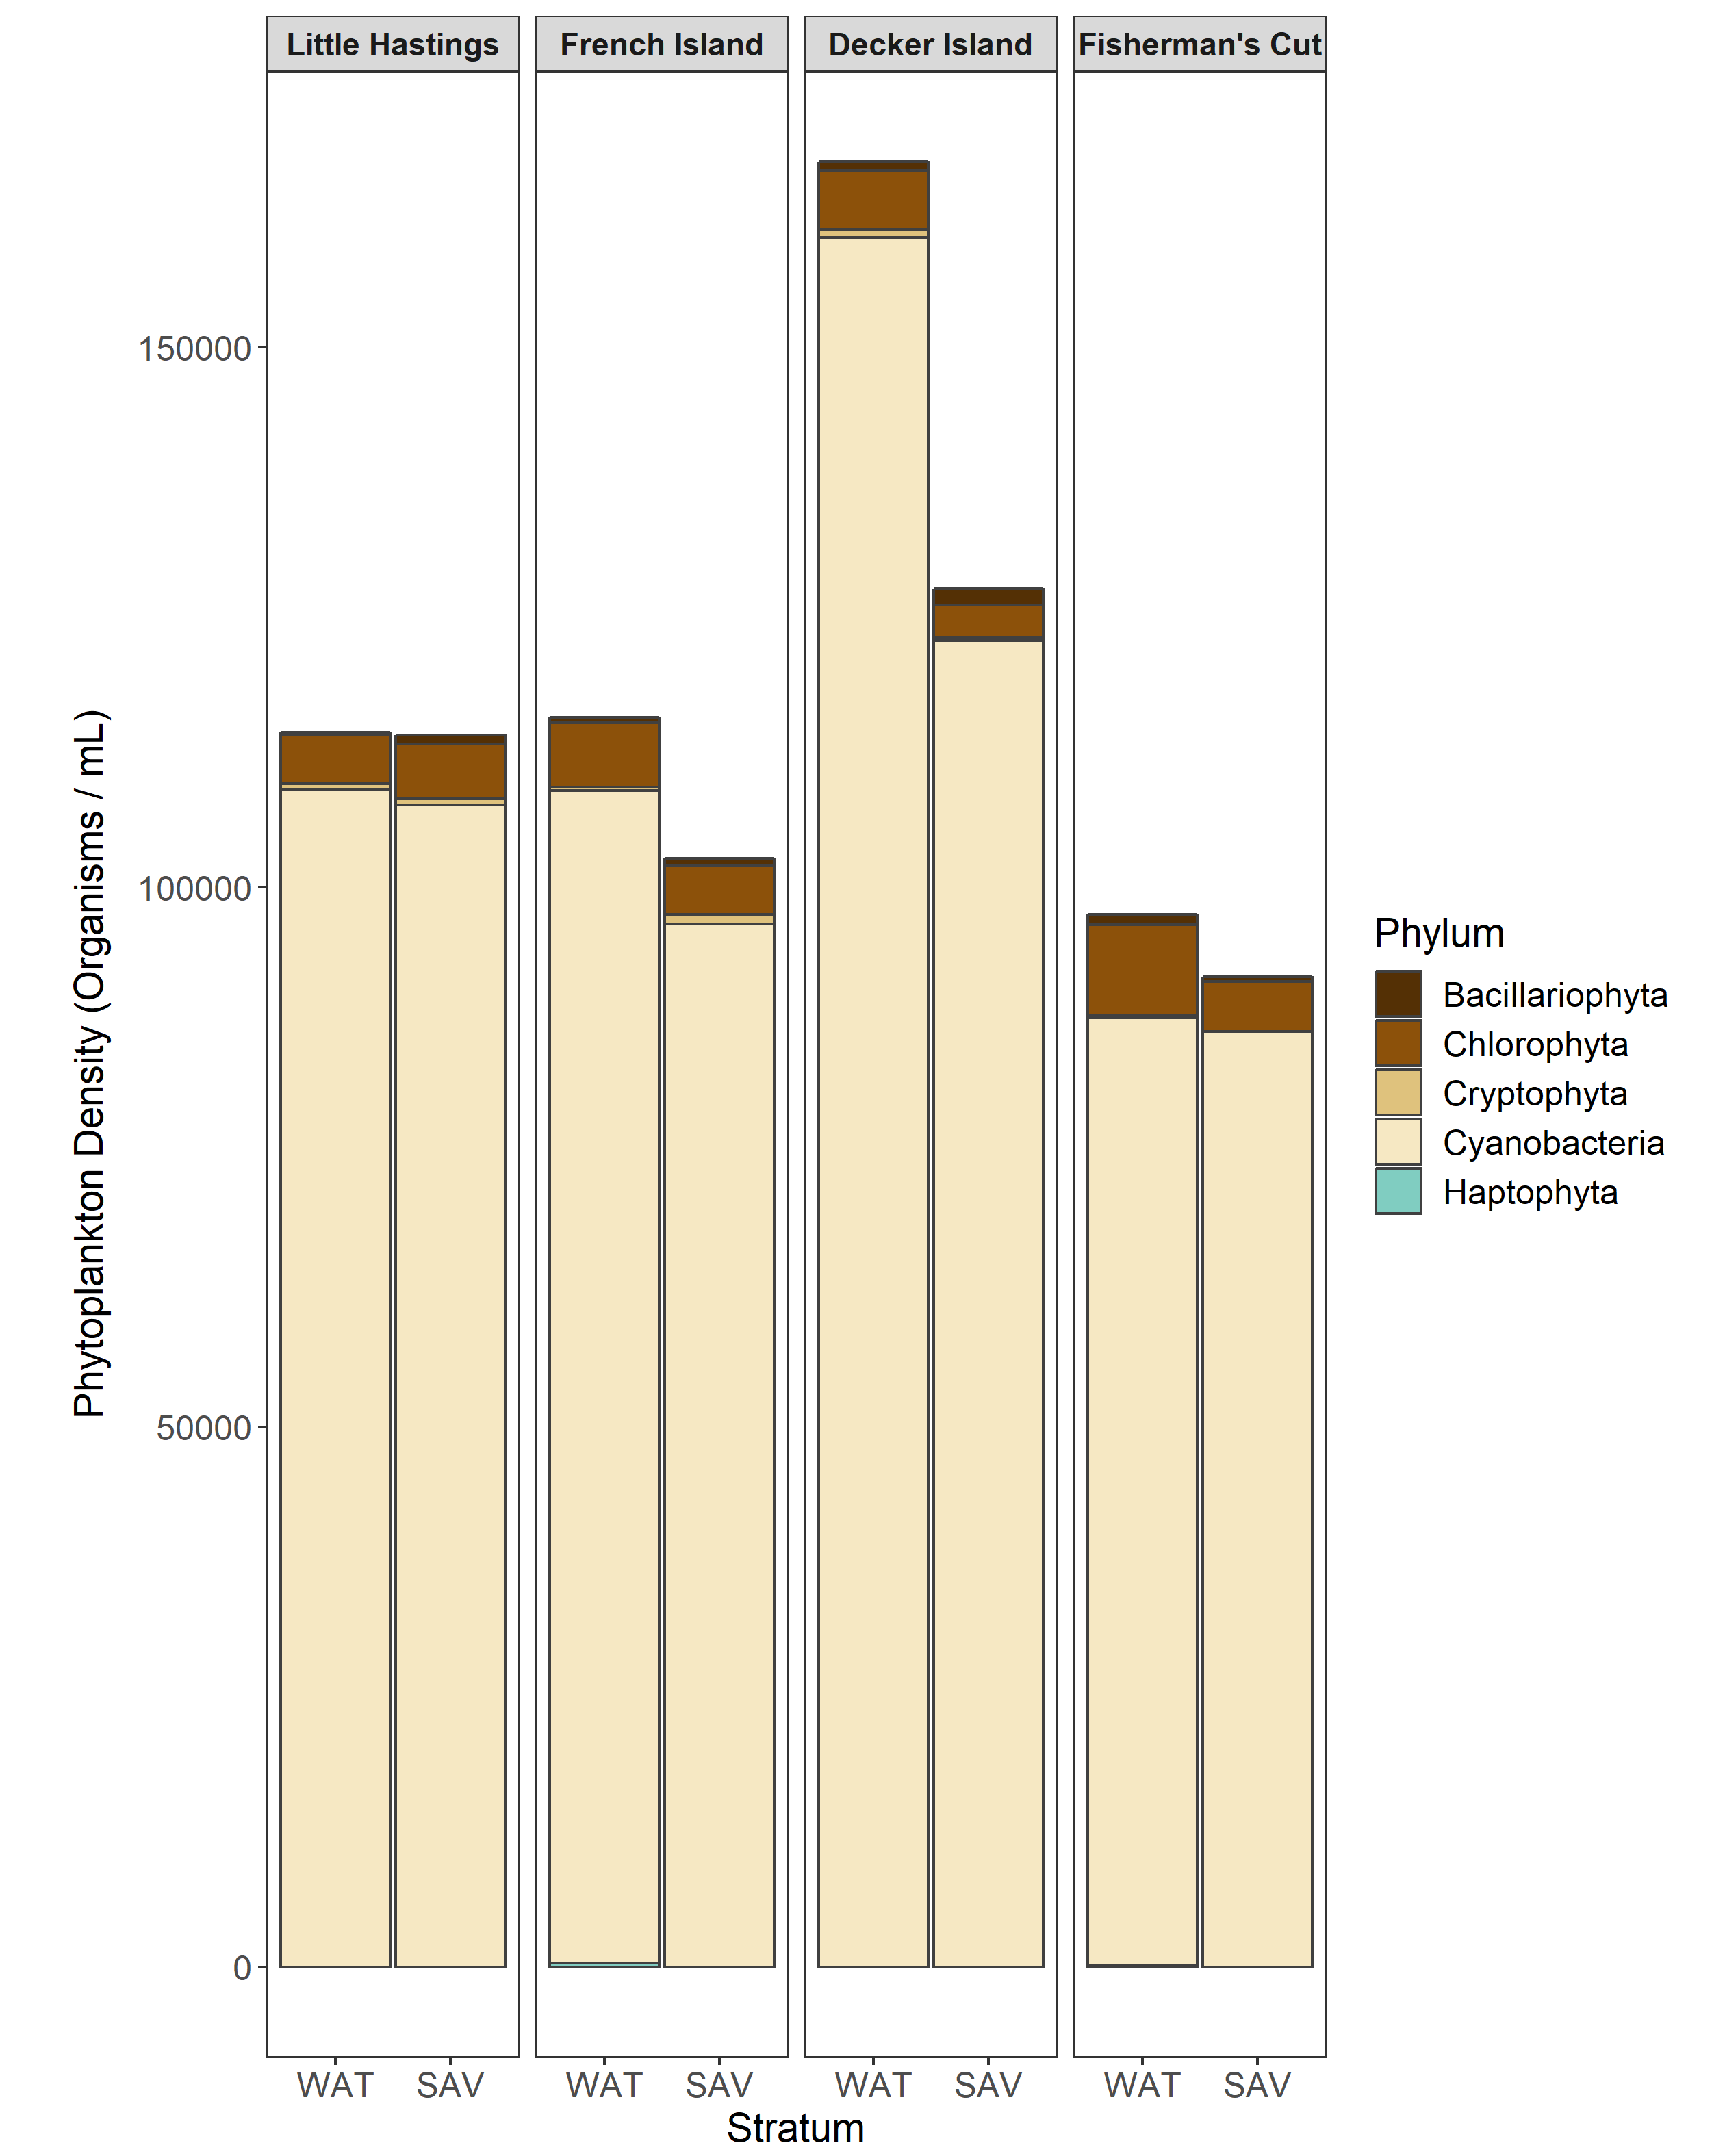 Little Hastings French Island Decker Island Fisherman's Cut
150000
100000
50000
0
Phytoplankton Density (Organisms / mL)
WAT SAV WAT SAV WAT SAV WAT SAV
Stratum
Phylum
Bacillariophyta
Chlorophyta
Cryptophyta
Cyanobacteria
Haptophyta